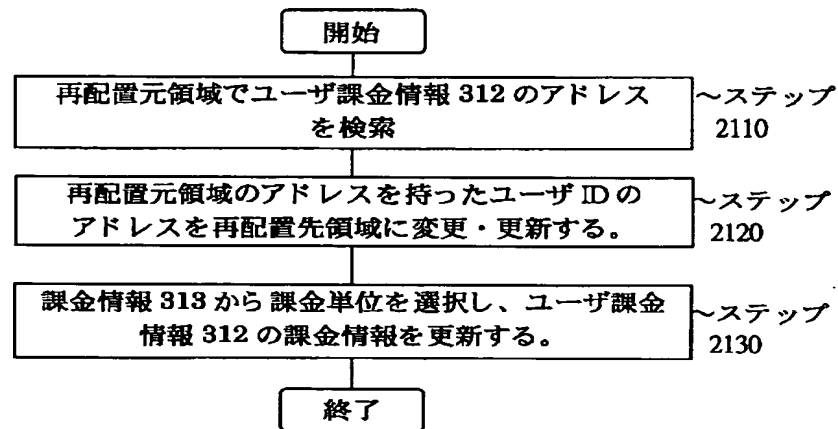 開始
再配置元領域でユーザ課金情報 312 のアドレス
を検索
～ステップ
2110
再配置元領域のアドレスを持ったユーザ ID の
アドレスを再配置先領域に変更・更新する。
～ステップ
2120
課金情報 313 から課金単位を選択し、ユーザ課金
情報 312 の課金情報を更新する。
～ステップ
2130
終了